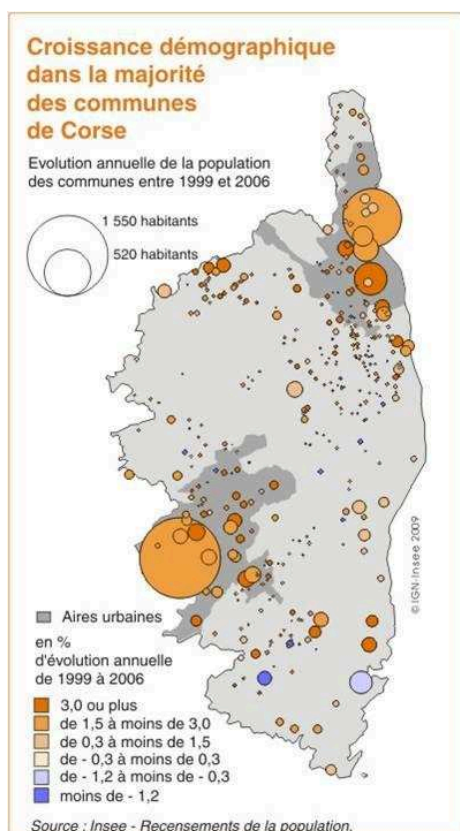 Croissance démographique
dans la majorité
des communes
de Corse
Evolution annuelle de la population
des communes entre 1999 et 2006
1 550 habitants
520 habitants
© IGN-Insee 2009
Aires urbaines
en %
d'évolution annuelle
de 1999 à 2006
3,0 ou plus
de 1,5 à moins de 3,0
de 0,3 à moins de 1,5
de - 0,3 à moins de 0,3
de - 1,2 à moins de - 0,3
moins de - 1,2
Source : Insee - Recensements de la population.